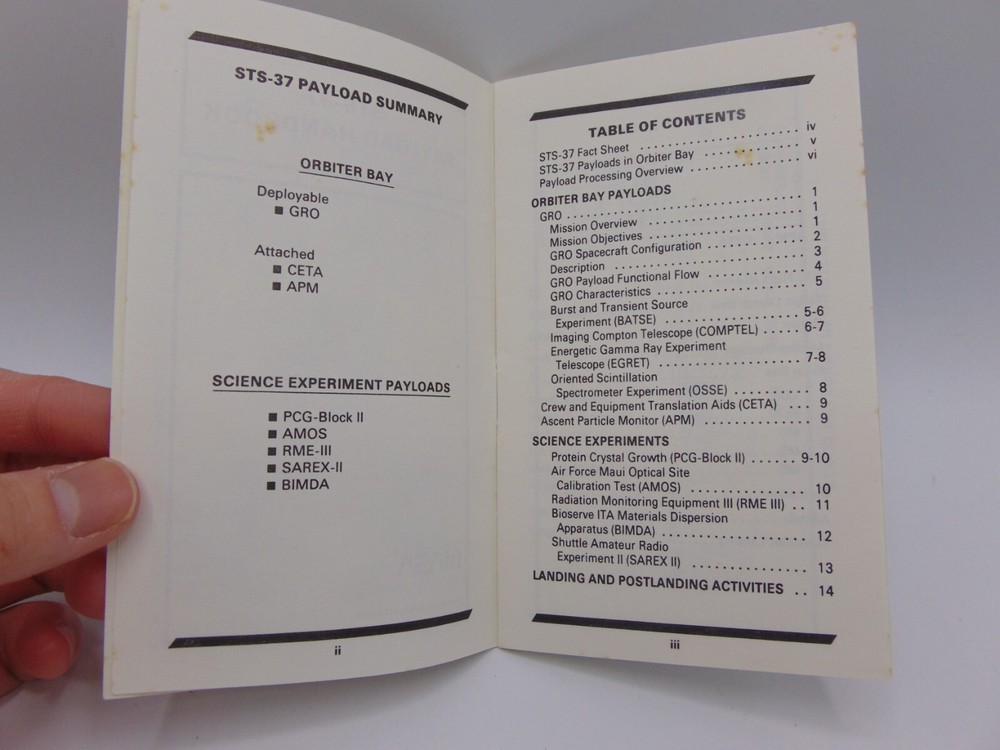 STS-37 PAYLOAD SUMMARY
ORBITER BAY
Deployable
■ GRO
Attached
■ CETA
■ APM
SCIENCE EXPERIMENT PAYLOADS
■ PCG-Block II
■ AMOS
■ RME-III
■ SAREX-II
■ BIMDA
ii
TABLE OF CONTENTS
STS-37 Fact Sheet . . . . . . . . . . . . . . . . . . . . . . iv
STS-37 Payloads in Orbiter Bay . . . . . . . . . . . . v
Payload Processing Overview . . . . . . . . . . . . . . vi
ORBITER BAY PAYLOADS
GRO . . . . . . . . . . . . . . . . . . . . . . . . . . . . . . 1
Mission Overview . . . . . . . . . . . . . . . . . . . . 1
Mission Objectives . . . . . . . . . . . . . . . . . . . 1
GRO Spacecraft Configuration . . . . . . . . . . . 2
Description . . . . . . . . . . . . . . . . . . . . . . . . 3
GRO Payload Functional Flow . . . . . . . . . . . . 4
GRO Characteristics . . . . . . . . . . . . . . . . . . 5
Burst and Transient Source
Experiment (BATSE) . . . . . . . . . . . . . . . . 5-6
Imaging Compton Telescope (COMPTEL) . . . . . 6-7
Energetic Gamma Ray Experiment
Telescope (EGRET) . . . . . . . . . . . . . . . . . 7-8
Oriented Scintillation
Spectrometer Experiment (OSSE) . . . . . . . . 8
Crew and Equipment Translation Aids (CETA) . . . 9
Ascent Particle Monitor (APM) . . . . . . . . . . . . . 9
SCIENCE EXPERIMENTS
Protein Crystal Growth (PCG-Block II) . . . . . . 9-10
Air Force Maui Optical Site
Calibration Test (AMOS) . . . . . . . . . . . . . . 10
Radiation Monitoring Equipment III (RME III) . . 11
Bioserve ITA Materials Dispersion
Apparatus (BIMDA) . . . . . . . . . . . . . . . . . 12
Shuttle Amateur Radio
Experiment II (SAREX II) . . . . . . . . . . . . . . 13
LANDING AND POSTLANDING ACTIVITIES . . 14
iii